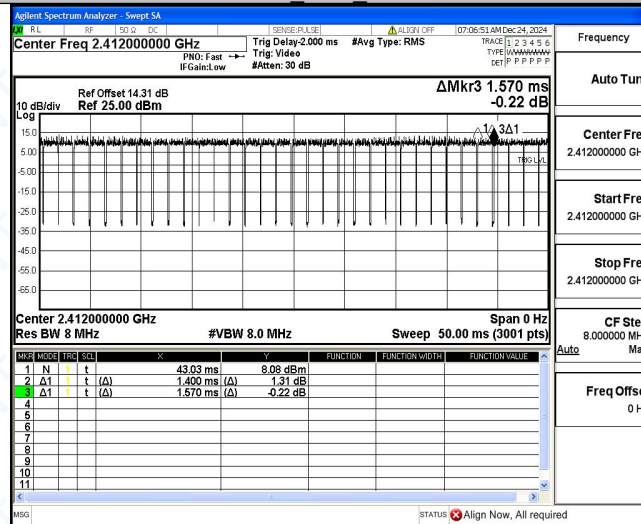 Agilent Spectrum Analyzer - Swept SA
RL RF 50 Ω DC SENSE:PULSE ALIGN OFF 07:06:51 AM Dec 24, 2024
Center Freq 2.412000000 GHz
PNO: Fast
IFGain:Low
Trig Delay-2.000 ms #Avg Type: RMS
Trig: Video
#Atten: 30 dB
TRACE 1 2 3 4 5 6
TYPE
DET P P P P P P
Frequency
Ref Offset 14.31 dB
10 dB/div Ref 25.00 dBm
Log
ΔMkr3 1.570 ms
-0.22 dB
Auto Tun
15.0
5.00
-5.00
-15.0
-25.0
-35.0
-45.0
-55.0
-65.0
3Δ1
TRIG LVL
Center Fre
2.412000000 GH
Start Fre
2.412000000 GH
Stop Fre
2.412000000 GH
Center 2.412000000 GHz Span 0 Hz
Res BW 8 MHz #VBW 8.0 MHz Sweep 50.00 ms (3001 pts)
CF Ste
8.000000 MH
Auto Ma
Freq Offse
0 H
MKR MODE TRC SCL X Y FUNCTION FUNCTION WIDTH FUNCTION VALUE
1 N 1 t 43.03 ms 8.08 dBm
2 Δ1 1 t (Δ) 1.400 ms (Δ) 1.31 dB
3 Δ1 1 t (Δ) 1.570 ms (Δ) -0.22 dB
4
5
6
7
8
9
10
11
MSG STATUS Align Now, All required